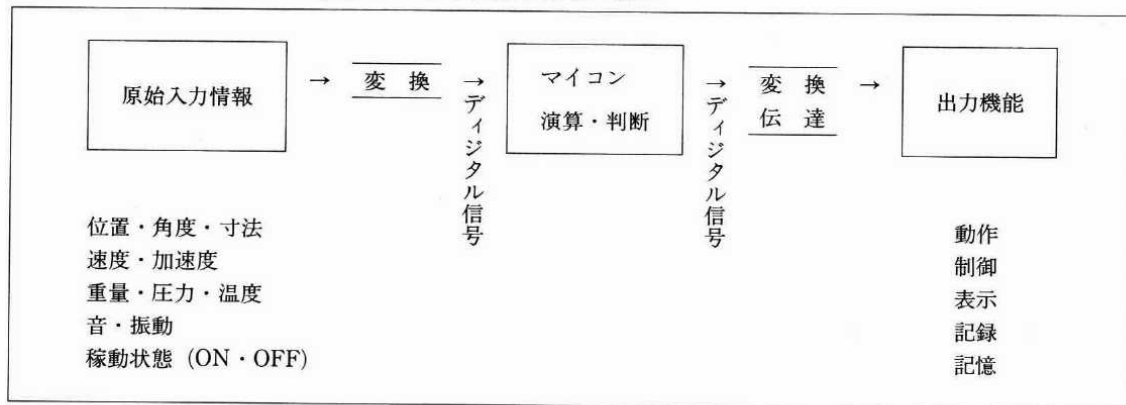 原始入力情報
→
変 換
→
ディジタル信号
マイコン
演算・判断
→
ディジタル信号
変 換
伝 達
→
出力機能
位置・角度・寸法
速度・加速度
重量・圧力・温度
音・振動
稼動状態 (ON・OFF)
動作
制御
表示
記録
記憶